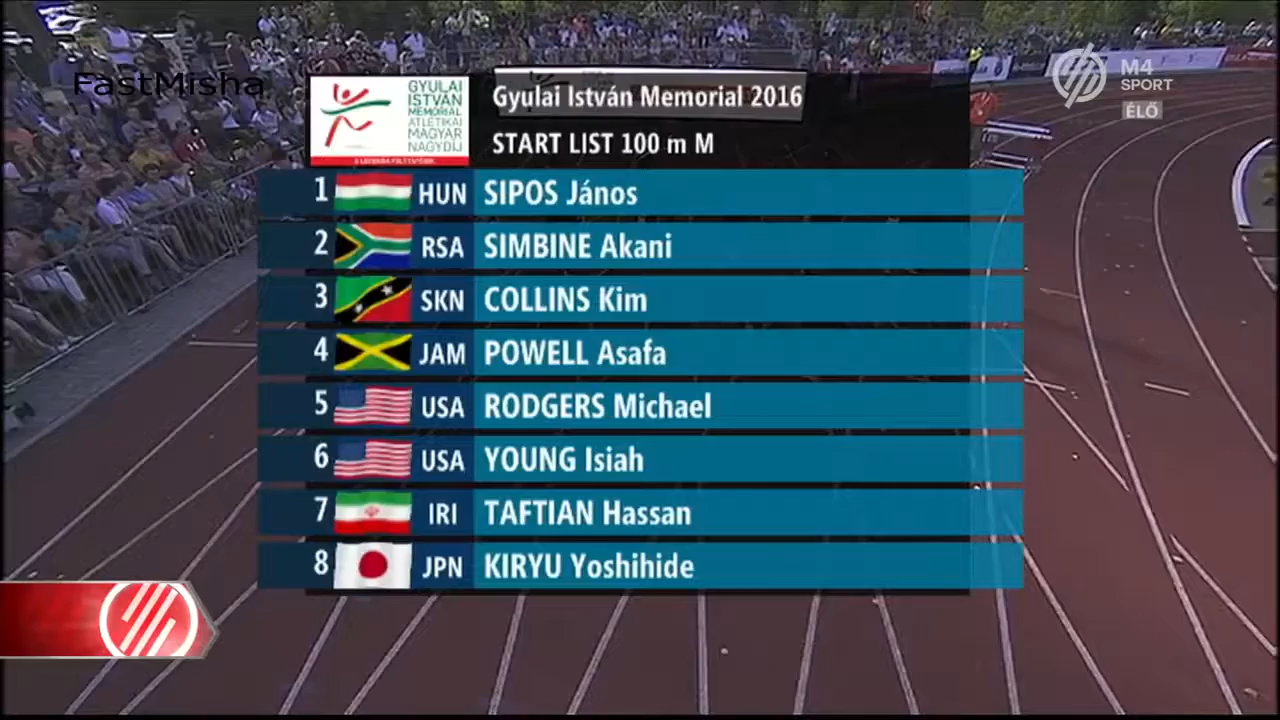 FastMisha
GYULAI
ISTVÁN
MEMORIAL
ATLÉTIKAI
MAGYAR
NAGYDÍJ
Gyulai István Memorial 2016
START LIST 100 m M
M4
SPORT
ÉLŐ
1 HUN SIPOS János
2 RSA SIMBINE Akani
3 SKN COLLINS Kim
4 JAM POWELL Asafa
5 USA RODGERS Michael
6 USA YOUNG Isiah
7 IRI TAFTIAN Hassan
8 JPN KIRYU Yoshihide